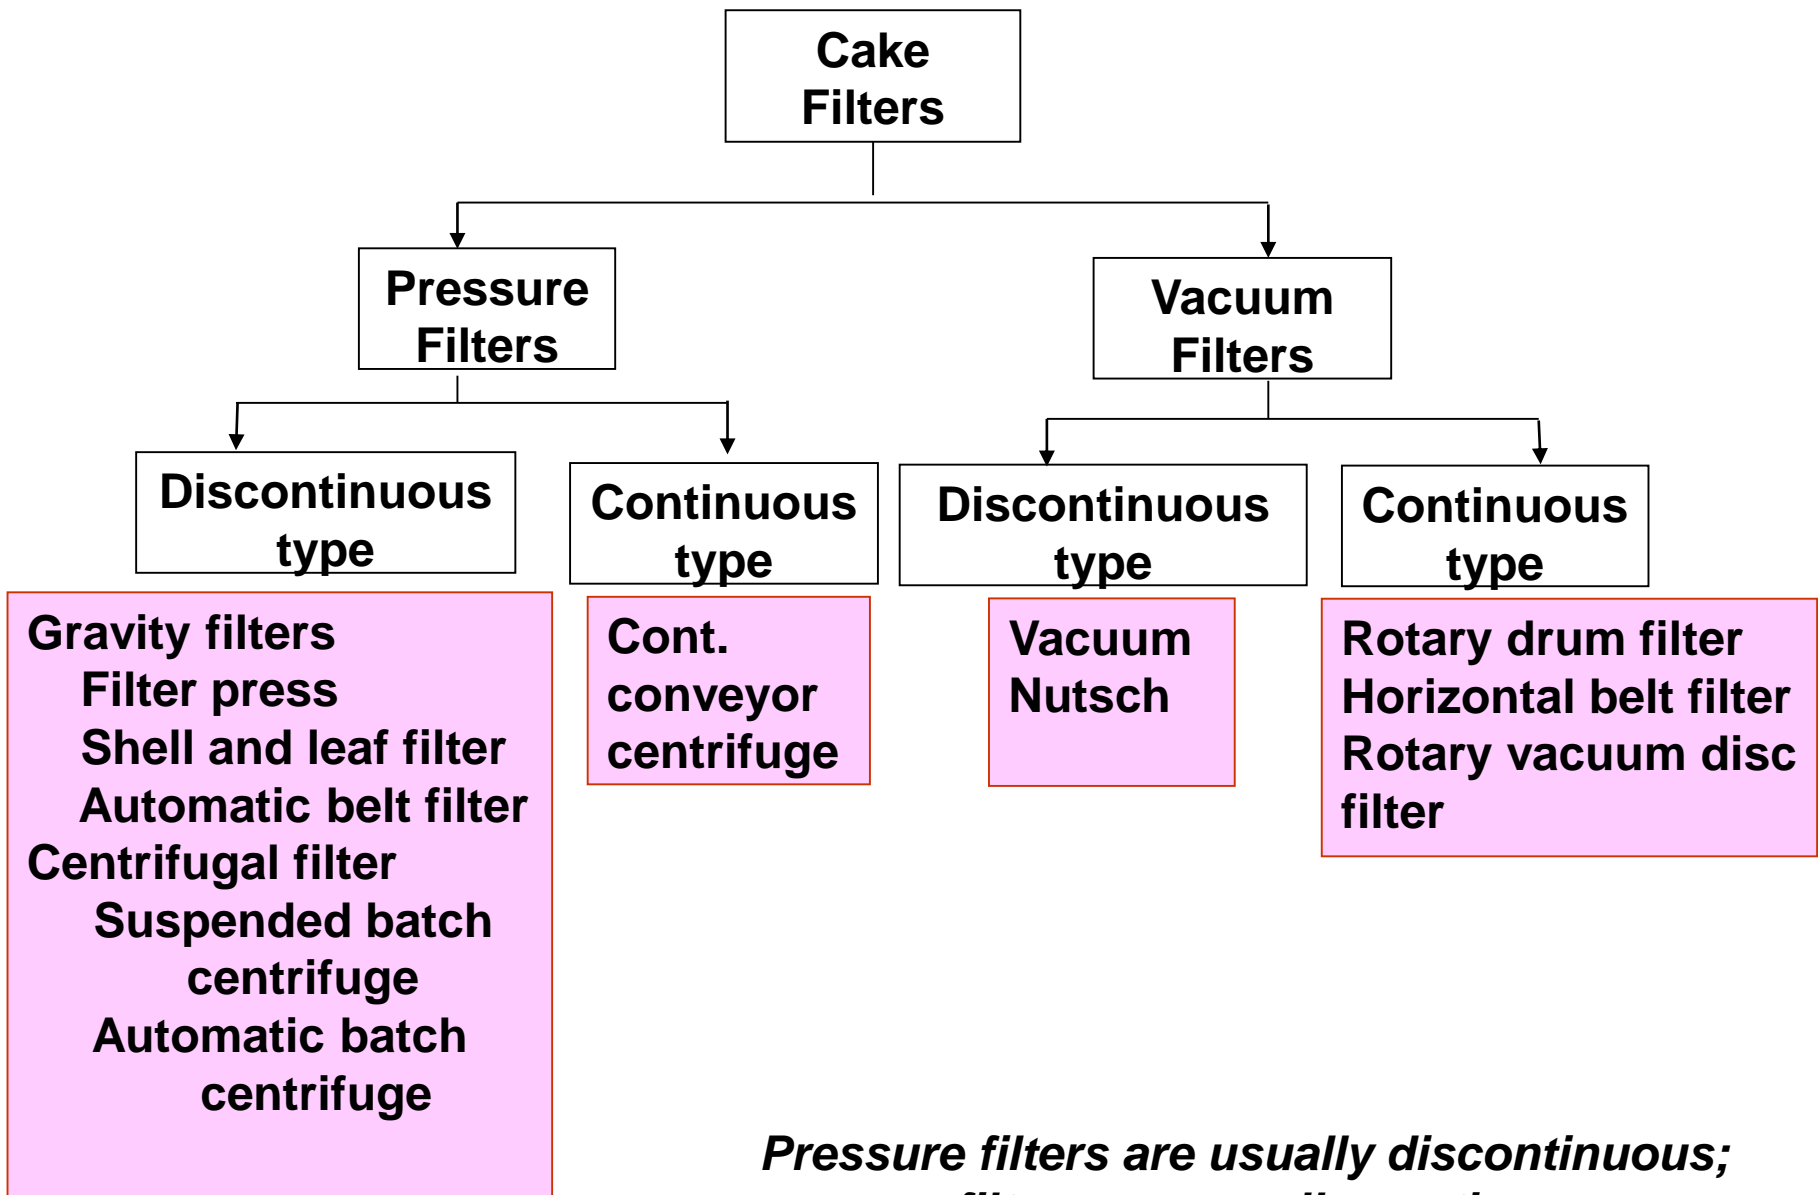 Cake
Filters
Pressure
Filters
Vacuum
Filters
Discontinuous
type
Continuous
type
Discontinuous
type
Continuous
type
Gravity filters
Filter press
Shell and leaf filter
Automatic belt filter
Centrifugal filter
Suspended batch
centrifuge
Automatic batch
centrifuge
Cont.
conveyor
centrifuge
Vacuum
Nutsch
Rotary drum filter
Horizontal belt filter
Rotary vacuum disc
filter
Pressure filters are usually discontinuous;